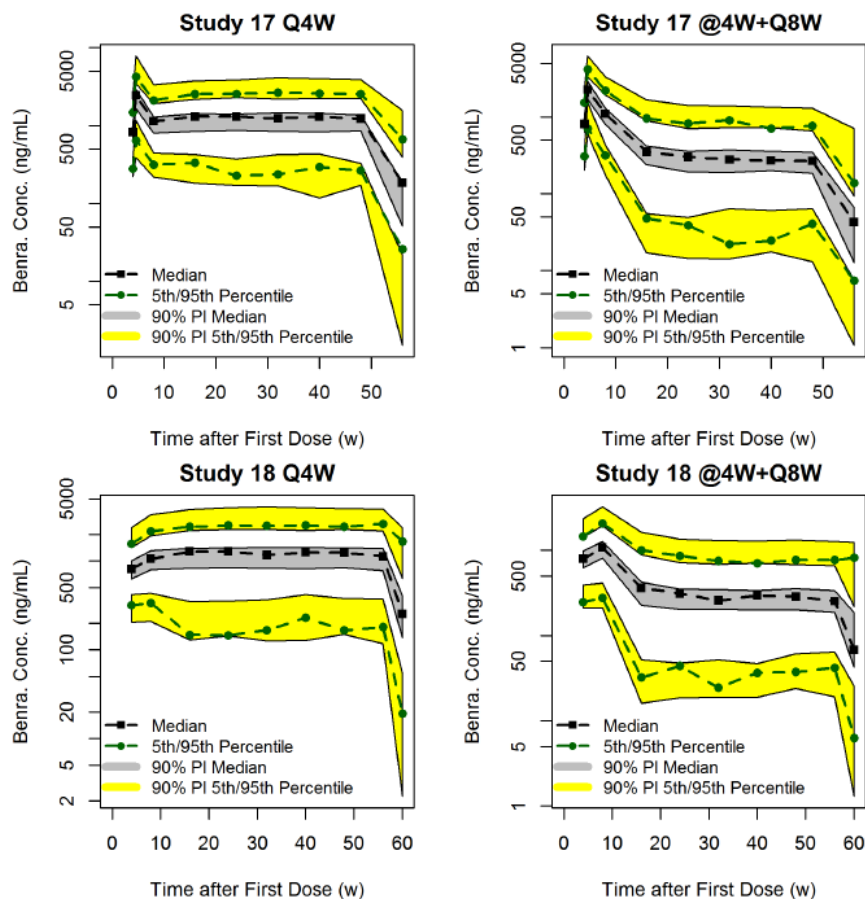 Study 17 Q4W
Benra. Conc. (ng/mL)
5000
500
50
5
Median
5th/95th Percentile
90% PI Median
90% PI 5th/95th Percentile
0 10 20 30 40 50
Time after First Dose (w)
Study 17 @4W+Q8W
Benra. Conc. (ng/mL)
5000
500
50
5
1
Median
5th/95th Percentile
90% PI Median
90% PI 5th/95th Percentile
0 10 20 30 40 50
Time after First Dose (w)
Study 18 Q4W
Benra. Conc. (ng/mL)
5000
500
100
20
5
2
Median
5th/95th Percentile
90% PI Median
90% PI 5th/95th Percentile
0 10 20 30 40 50 60
Time after First Dose (w)
Study 18 @4W+Q8W
Benra. Conc. (ng/mL)
500
50
5
1
Median
5th/95th Percentile
90% PI Median
90% PI 5th/95th Percentile
0 10 20 30 40 50 60
Time after First Dose (w)